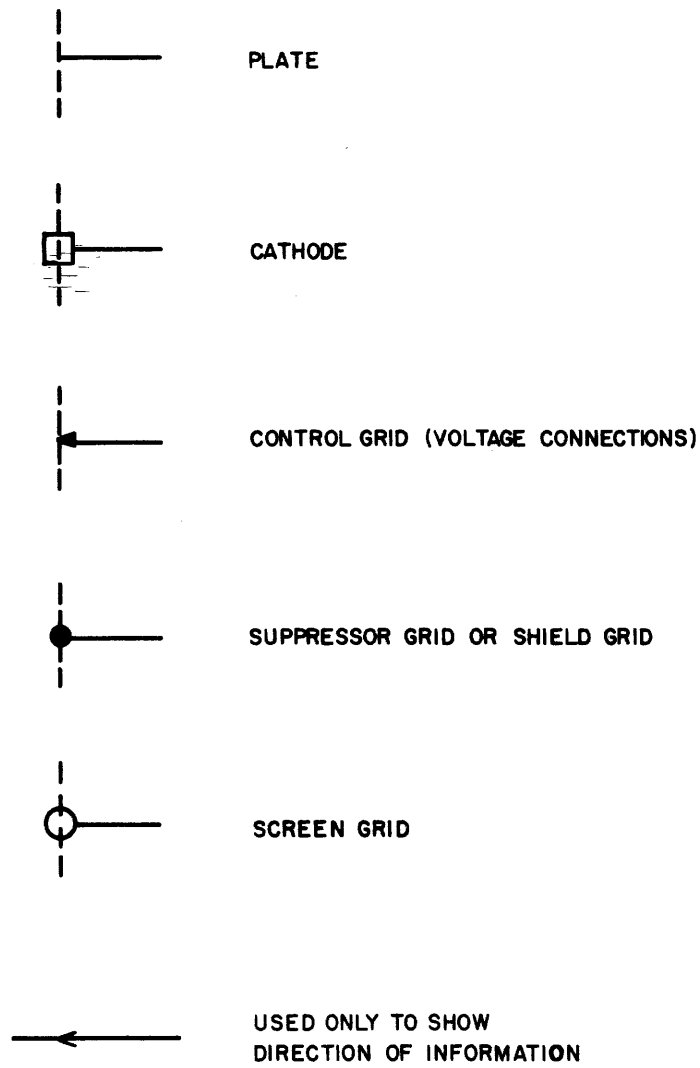 PLATE
CATHODE
CONTROL GRID (VOLTAGE CONNECTIONS)
SUPPRESSOR GRID OR SHIELD GRID
SCREEN GRID
USED ONLY TO SHOW
DIRECTION OF INFORMATION